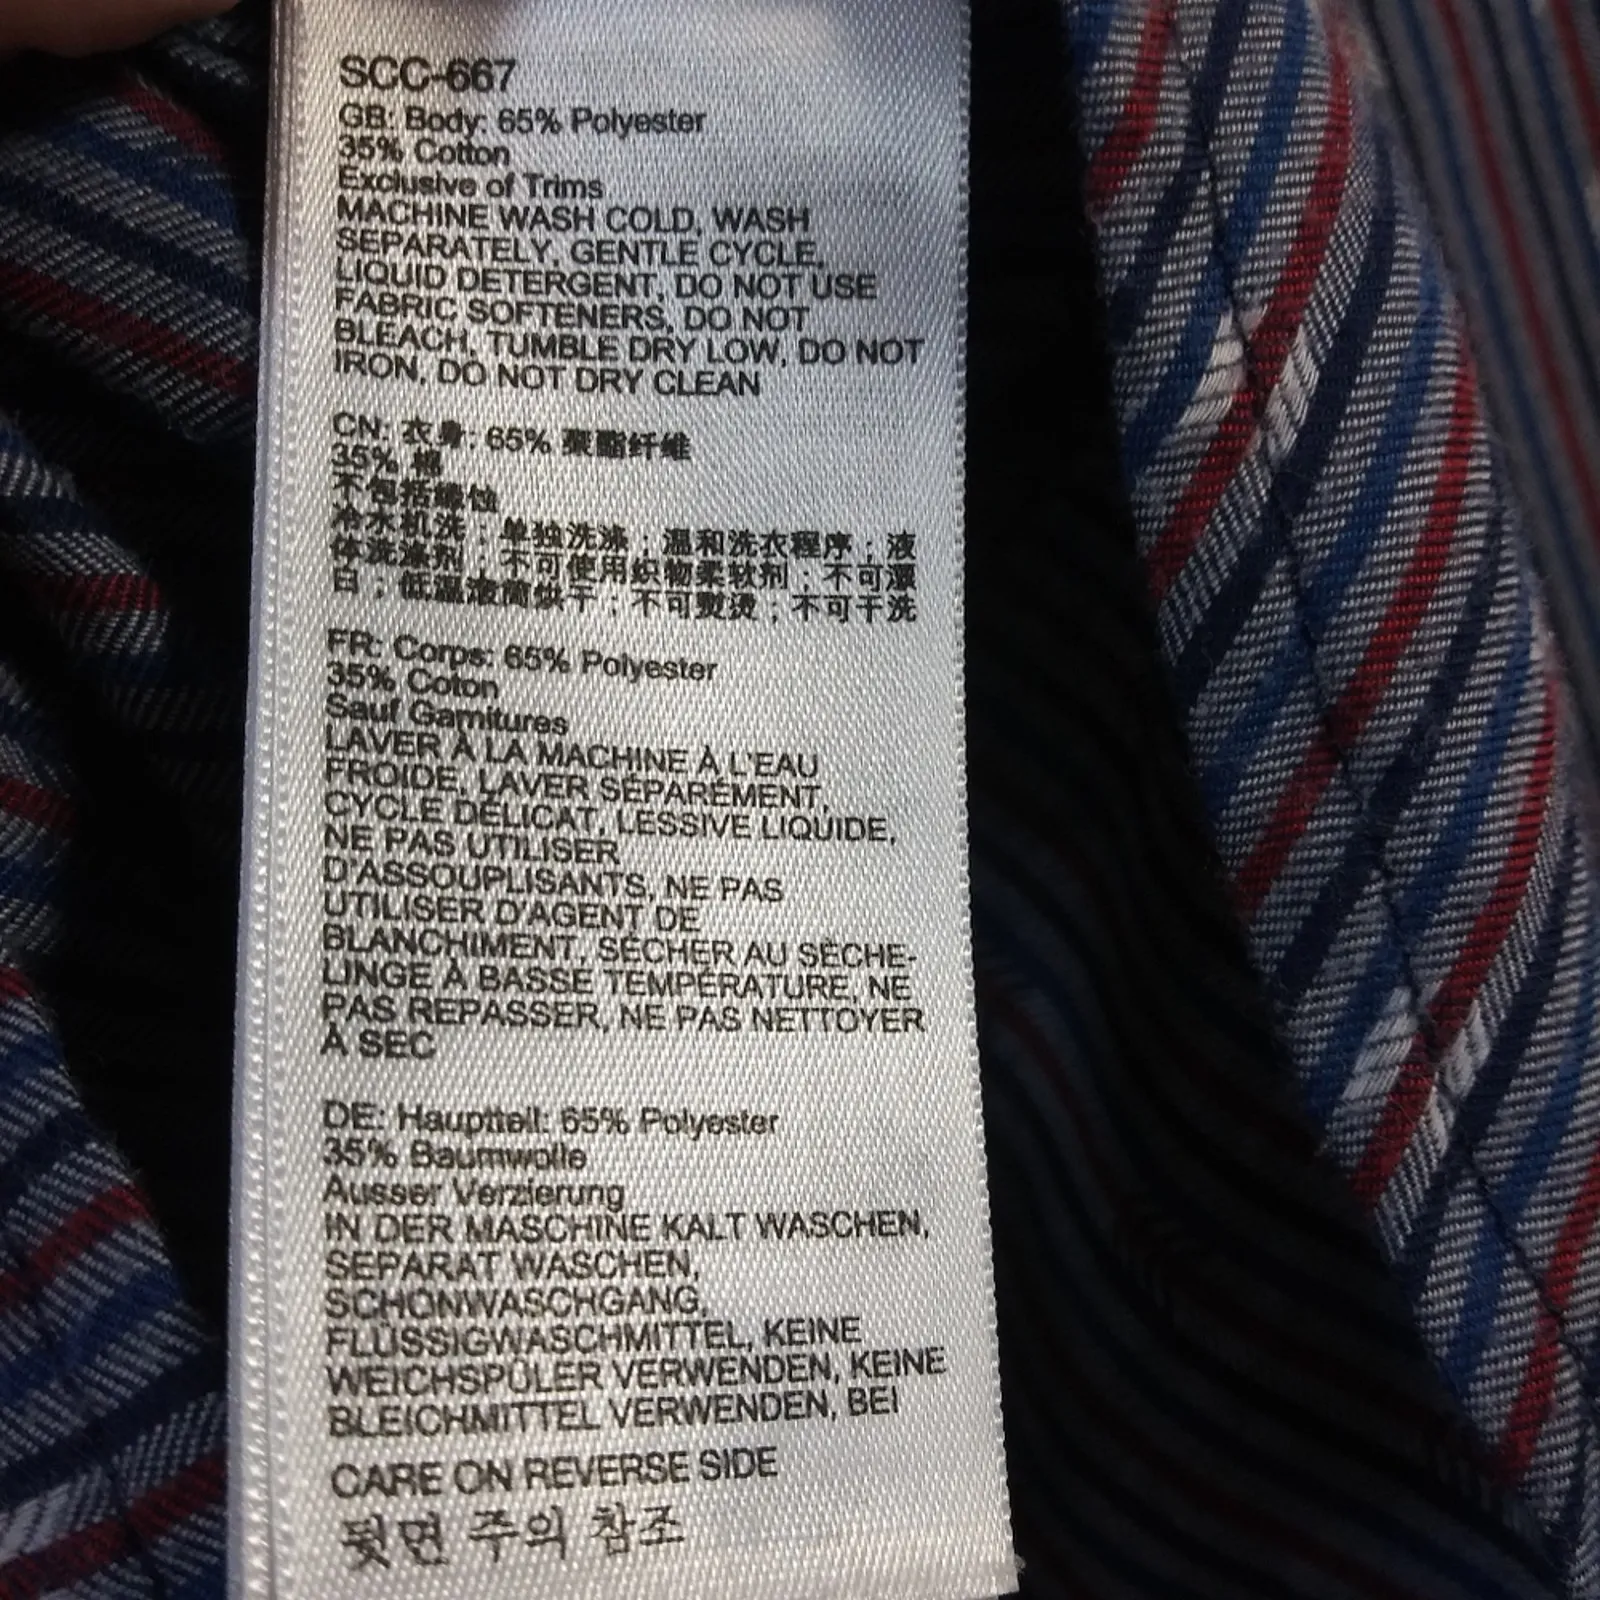 SCC-667
GB: Body: 65% Polyester
35% Cotton
Exclusive of Trims
MACHINE WASH COLD, WASH
SEPARATELY, GENTLE CYCLE,
LIQUID DETERGENT, DO NOT USE
FABRIC SOFTENERS, DO NOT
BLEACH, TUMBLE DRY LOW, DO NOT
IRON, DO NOT DRY CLEAN
CN: 衣身: 65% 聚酯纤维
35% 棉
不包括
冷水机洗；单独洗涤；温和洗衣程序；液
体洗涤剂；不可使用织物柔软剂；不可漂
白；低温滚筒烘干；不可熨烫；不可干洗
FR: Corps: 65% Polyester
35% Coton
Sauf Garnitures
LAVER À LA MACHINE À L'EAU
FROIDE, LAVER SÉPARÉMENT,
CYCLE DÉLICAT, LESSIVE LIQUIDE,
NE PAS UTILISER
D'ASSOUPLISANTS, NE PAS
UTILISER D'AGENT DE
BLANCHIMENT, SÉCHER AU SÈCHE-
LINGE À BASSE TEMPÉRATURE, NE
PAS REPASSER, NE PAS NETTOYER
À SEC
DE: Hauptteil: 65% Polyester
35% Baumwolle
Ausser Verzierung
IN DER MASCHINE KALT WASCHEN,
SEPARAT WASCHEN,
SCHONWASCHGANG,
FLÜSSIGWASCHMITTEL, KEINE
WEICHSPÜLER VERWENDEN, KEINE
BLEICHMITTEL VERWENDEN, BEI
CARE ON REVERSE SIDE
뒷면 주의 참조